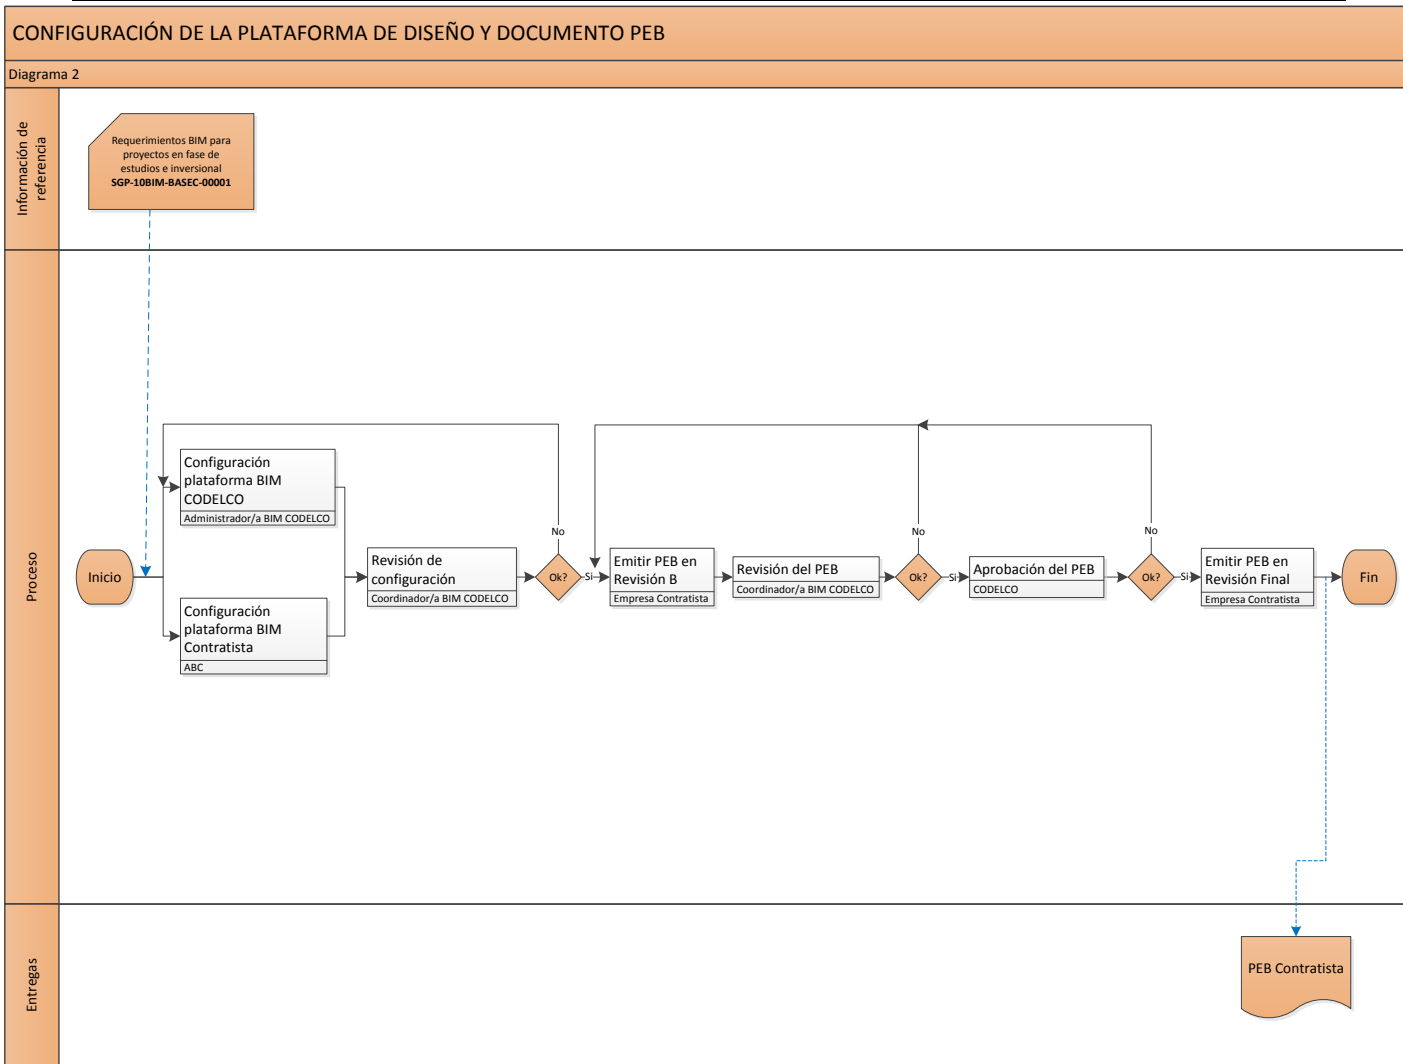 CONFIGURACIÓN DE LA PLATAFORMA DE DISEÑO Y DOCUMENTO PEB
Diagrama 2
Información de
referencia
Requerimientos BIM para
proyectos en fase de
estudios e inversional
SGP-10BIM-BASEC-00001
Proceso
Inicio
Configuración
plataforma BIM
CODELCO
Administrador/a BIM CODELCO
Configuración
plataforma BIM
Contratista
ABC
Revisión de
configuración
Coordinador/a BIM CODELCO
Ok?
No
Si
Emitir PEB en
Revisión B
Empresa Contratista
Revisión del PEB
Coordinador/a BIM CODELCO
Ok?
No
Si
Aprobación del PEB
CODELCO
Ok?
No
Si
Emitir PEB en
Revisión Final
Empresa Contratista
Fin
Entregas
PEB Contratista